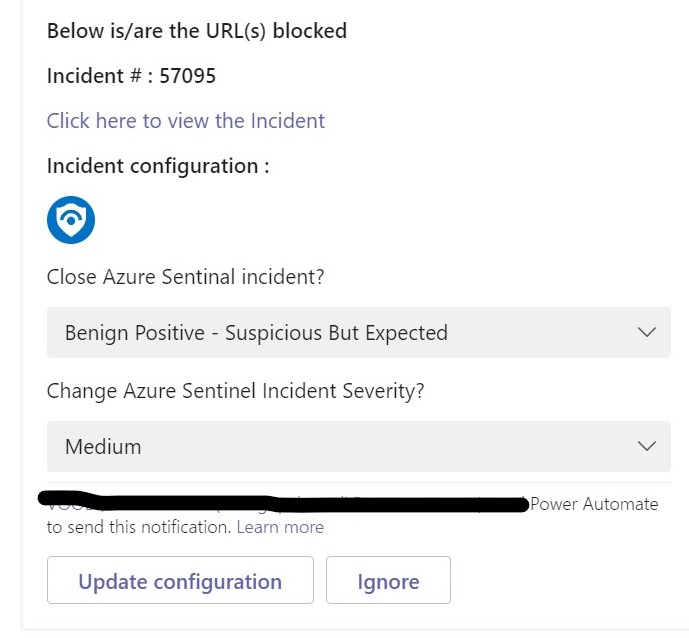 Below is/are the URL(s) blocked
Incident # : 57095
Click here to view the Incident
Incident configuration :
Close Azure Sentinal incident?
Benign Positive - Suspicious But Expected
Change Azure Sentinel Incident Severity?
Medium
Power Automate
to send this notification. Learn more
Update configuration
Ignore